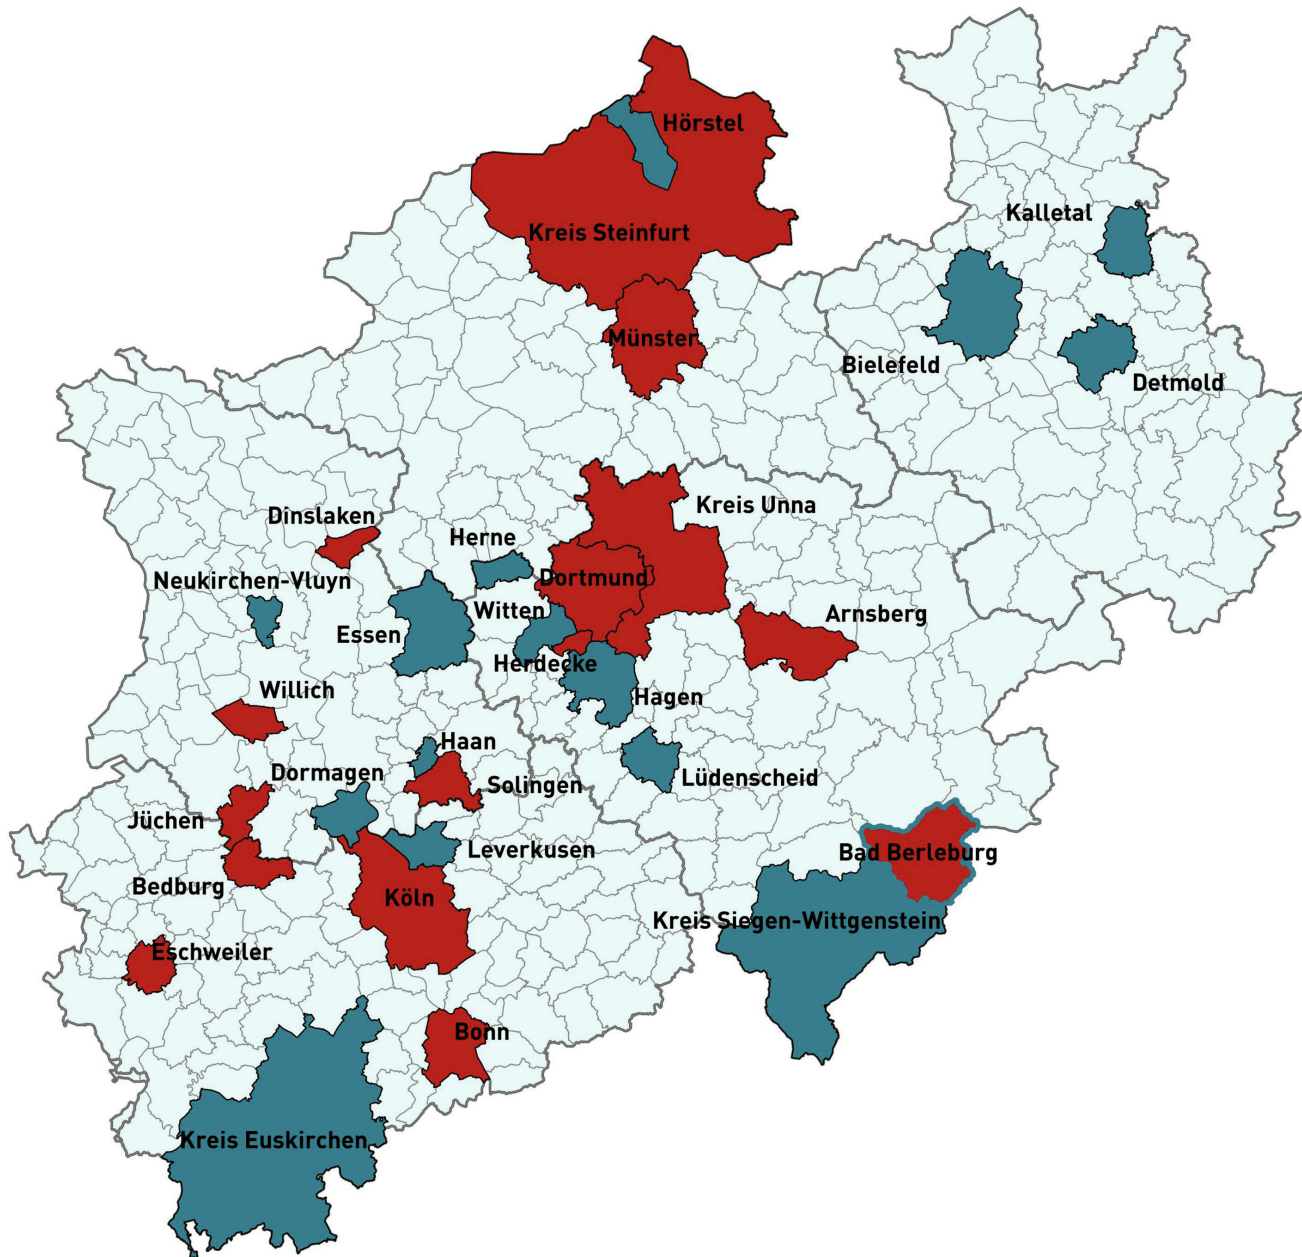 Hörstel
Kalletal
Kreis Steinfurt
Münster
Bielefeld
Detmold
Kreis Unna
Dinslaken
Herne
Neukirchen-Vluyn
Dortmund
Witten
Arnsberg
Essen
Herdecke
Willich
Hagen
Haan
Dormagen
Lüdenscheid
Solingen
Jüchen
Leverkusen
Bad Berleburg
Bedburg
Köln
Kreis Siegen-Wittgenstein
Eschweiler
Bonn
Kreis Euskirchen